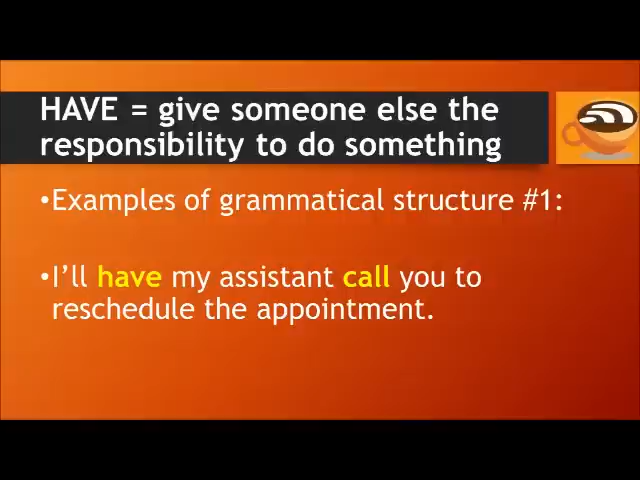 HAVE = give someone else the
responsibility to do something
•Examples of grammatical structure #1:
•I'll have my assistant call you to
reschedule the appointment.